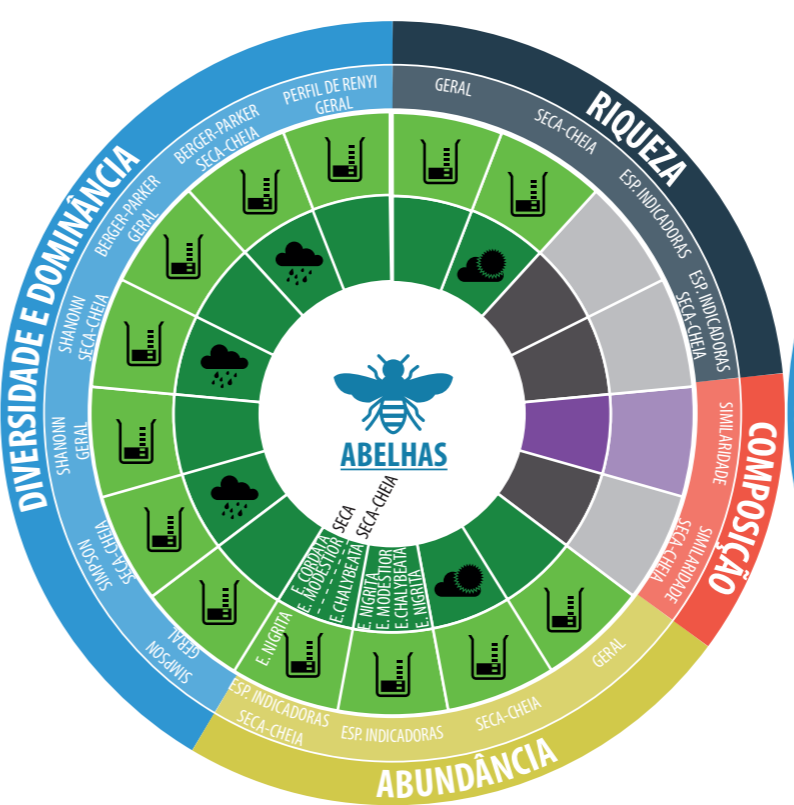 DIVERSIDADE E DOMINÂNCIA
RIQUEZA
COMPOSIÇÃO
ABUNDÂNCIA
PERFIL DE RENYI
GERAL
BERGER-PARKER
SECA-CHEIA
BERGER-PARKER
GERAL
SHANONN
SECA-CHEIA
SHANONN
GERAL
SIMPSON
SECA-CHEIA
SIMPSON
GERAL
GERAL
SECA-CHEIA
ESP. INDICADORAS
ESP. INDICADORAS
SECA-CHEIA
SIMILARIDADE
SIMILARIDADE
SECA-CHEIA
GERAL
SECA-CHEIA
ESP. INDICADORAS
ESP. INDICADORAS
SECA-CHEIA
ABELHAS
SECA
SECA-CHEIA
E. NIGRITA
E. CORDATA
E. MODESTIOR
E.CHALYBEATA
E. NIGRITA
E. MODESTIOR
E.CHALYBEATA
E. NIGRITA